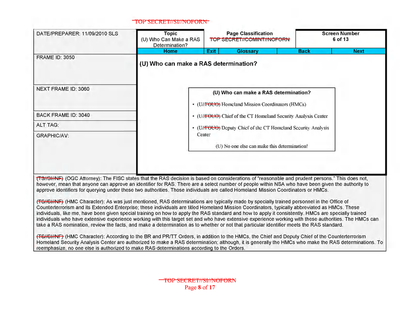 TOP SECRET//SI//NOFORN
DATE/PREPARER: 11/09/2010 SLS
Topic
(U) Who Can Make a RAS
Determination?
Page Classification
TOP SECRET//COMINT//NOFORN
Screen Number
6 of 13
Home Exit Glossary Back Next
FRAME ID: 3050
(U) Who can make a RAS determination?
NEXT FRAME ID: 3060
(U) Who can make a RAS determination?
• (U//FOUO) Homeland Mission Coordinators (HMCs)
BACK FRAME ID: 3040
• (U//FOUO) Chief of the CT Homeland Security Analysis Center
ALT TAG:
• (U//FOUO) Deputy Chief of the CT Homeland Security Analysis
Center
GRAPHIC/AV:
(U) No one else can make this determination!
(TS//SI//NF) (OGC Attorney): The FISC states that the RAS decision is based on considerations of "reasonable and prudent persons." This does not,
however, mean that anyone can approve an identifier for RAS. There are a select number of people within NSA who have been given the authority to
approve identifiers for querying under these two authorities. Those individuals are called Homeland Mission Coordinators or HMCs.
(TS//SI//NF) (HMC Character): As was just mentioned, RAS determinations are typically made by specially trained personnel in the Office of
Counterterrorism and its Extended Enterprise; these individuals are titled Homeland Mission Coordinators, typically abbreviated as HMCs. These
individuals, like me, have been given special training on how to apply the RAS standard and how to apply it consistently. HMCs are specially trained
individuals who have extensive experience working with this target set and who have extensive experience working with these authorities. The HMCs can
take a RAS nomination, review the facts, and make a determination as to whether or not that particular identifier meets the RAS standard.
(TS//SI//NF) (HMC Character): According to the BR and PR/TT Orders, in addition to the HMCs, the Chief and Deputy Chief of the Counterterrorism
Homeland Security Analysis Center are authorized to make a RAS determination; although, it is generally the HMCs who make the RAS determinations. To
reemphasize, no one else is authorized to make RAS determinations according to the Orders.
TOP SECRET//SI//NOFORN
Page 8 of 17